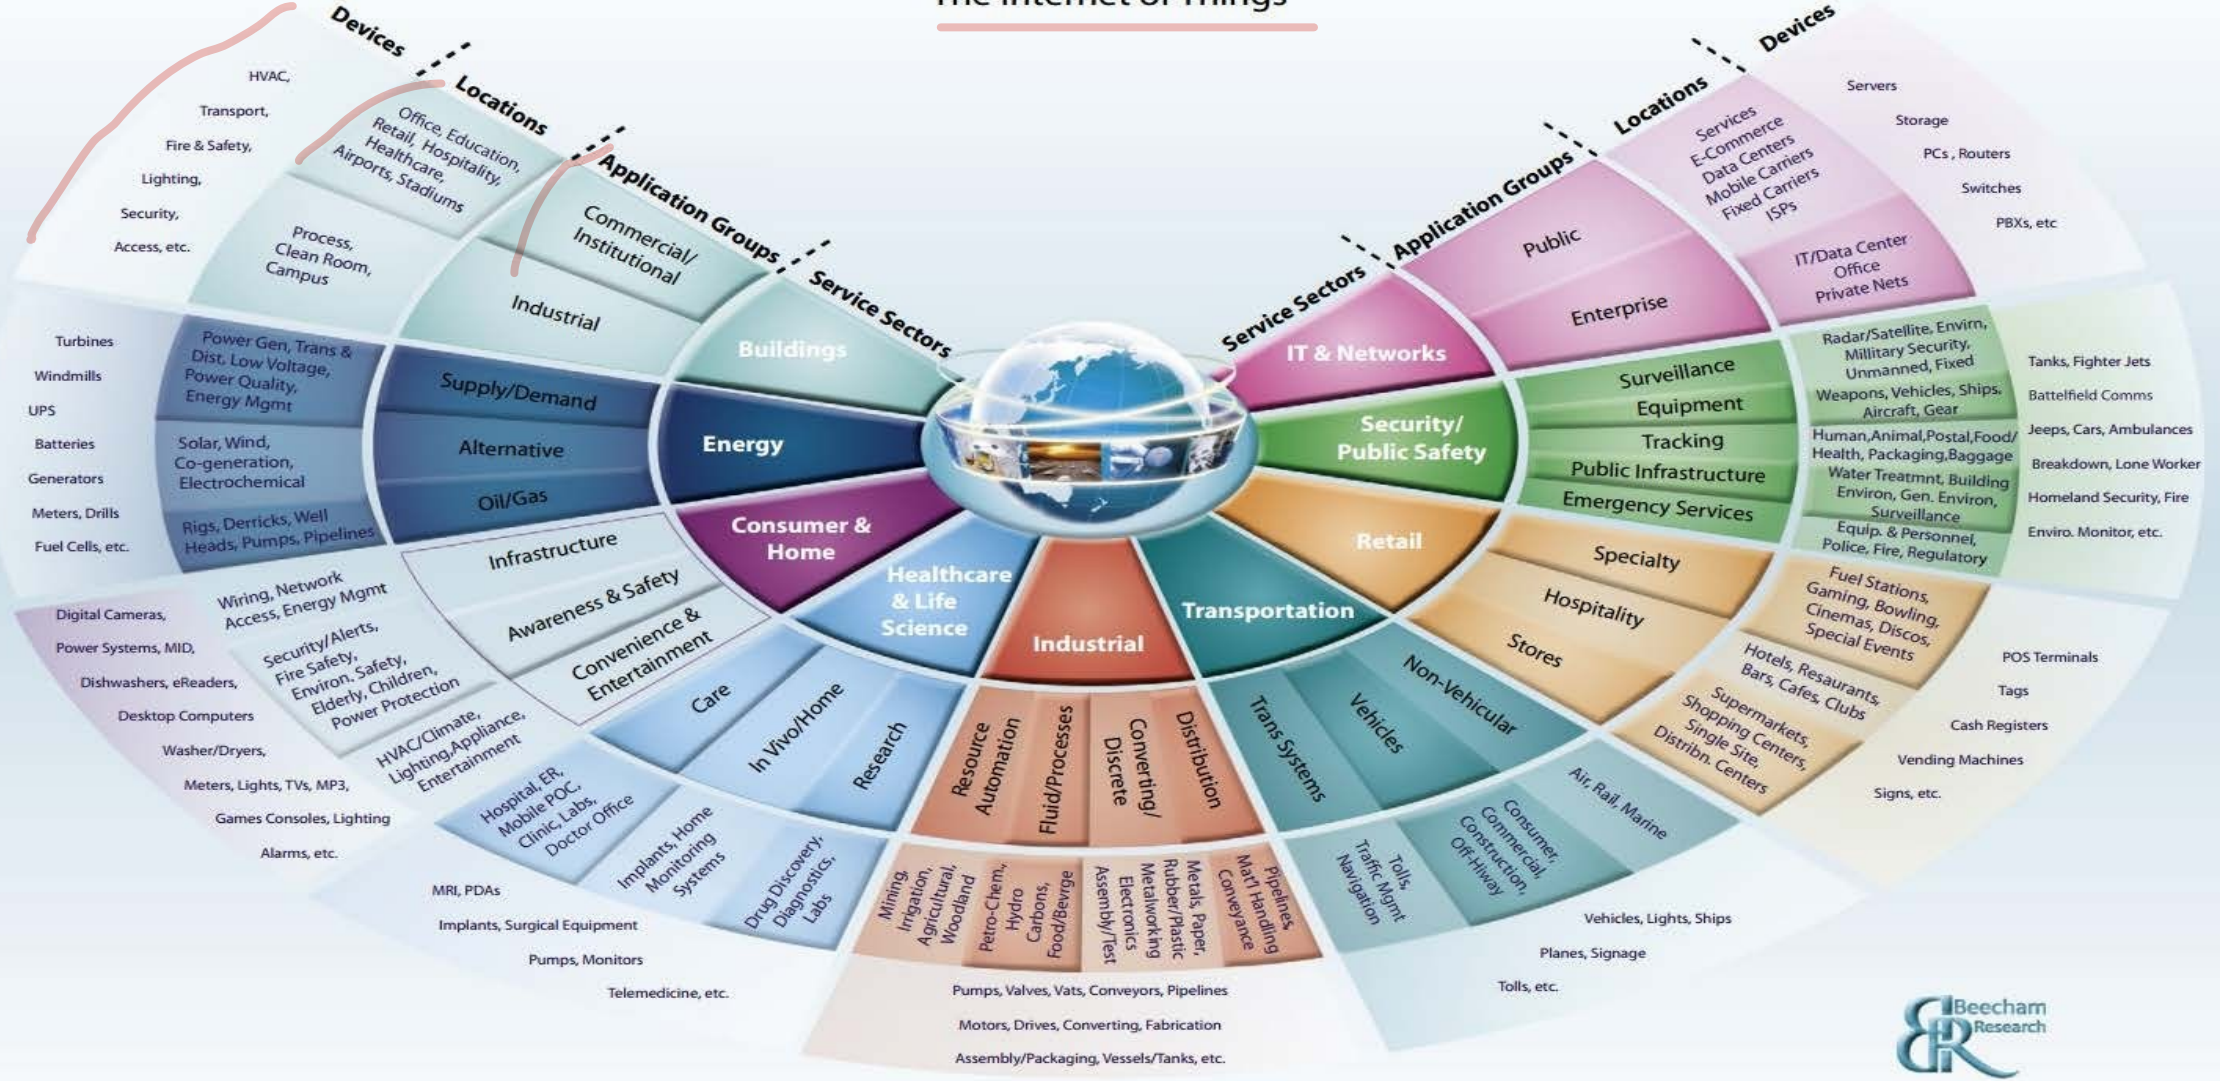 The Internet of Things
Devices
Locations
Application Groups
Service Sectors
Service Sectors
Application Groups
Locations
Devices
Buildings
Commercial/
Institutional
Industrial
Office, Education,
Retail, Hospitality,
Healthcare,
Airports, Stadiums
Process,
Clean Room,
Campus
HVAC,
Transport,
Fire & Safety,
Lighting,
Security,
Access, etc.
Energy
Supply/Demand
Alternative
Oil/Gas
Power Gen, Trans &
Dist, Low Voltage,
Power Quality,
Energy Mgmt
Solar, Wind,
Co-generation,
Electrochemical
Rigs, Derricks, Well
Heads, Pumps, Pipelines
Turbines
Windmills
UPS
Batteries
Generators
Meters, Drills
Fuel Cells, etc.
Consumer &
Home
Infrastructure
Awareness & Safety
Convenience &
Entertainment
Wiring, Network
Access, Energy Mgmt
Security/Alerts,
Fire Safety,
Environ. Safety,
Elderly, Children,
Power Protection
HVAC/Climate,
Lighting,Appliance,
Entertainment
Digital Cameras,
Power Systems, MID,
Dishwashers, eReaders,
Desktop Computers
Washer/Dryers,
Meters, Lights, TVs, MP3,
Games Consoles, Lighting
Alarms, etc.
Healthcare
& Life
Science
Care
In Vivo/Home
Research
Hospital, ER,
Mobile POC,
Clinic, Labs,
Doctor Office
Implants, Home
Monitoring
Systems
Drug Discovery,
Diagnostics,
Labs
MRI, PDAs
Implants, Surgical Equipment
Pumps, Monitors
Telemedicine, etc.
Industrial
Resource
Automation
Fluid/Processes
Converting/
Discrete
Distribution
Mining,
Irrigation,
Agricultural,
Woodland
Petro-Chem,
Hydro
Carbons,
Food/Bevrge
Metals, Paper,
Rubber/Plastic
Metalworking
Electronics
Assembly/Test
Pipelines,
Mat'l Handling
Conveyance
Pumps, Valves, Vats, Conveyors, Pipelines
Motors, Drives, Converting, Fabrication
Assembly/Packaging, Vessels/Tanks, etc.
Transportation
Trans Systems
Vehicles
Non-Vehicular
Tolls,
Traffic Mgmt
Navigation
Consumer,
Commercial,
Construction,
Off-Hiway
Air, Rail, Marine
Vehicles, Lights, Ships
Planes, Signage
Tolls, etc.
Retail
Specialty
Hospitality
Stores
Fuel Stations,
Gaming, Bowling,
Cinemas, Discos,
Special Events
Hotels, Resaurants,
Bars, Cafes, Clubs
Supermarkets,
Shopping Centers,
Single Site,
Distribn. Centers
POS Terminals
Tags
Cash Registers
Vending Machines
Signs, etc.
Security/
Public Safety
Surveillance
Equipment
Tracking
Public Infrastructure
Emergency Services
Radar/Satellite, Envirn,
Millitary Security,
Unmanned, Fixed
Weapons, Vehicles, Ships,
Aircraft, Gear
Human,Animal,Postal,Food/
Health, Packaging,Baggage
Water Treatmnt, Building
Environ, Gen. Environ,
Surveillance
Equip. & Personnel,
Police, Fire, Regulatory
Tanks, Fighter Jets
Battelfield Comms
Jeeps, Cars, Ambulances
Breakdown, Lone Worker
Homeland Security, Fire
Enviro. Monitor, etc.
IT & Networks
Public
Enterprise
Services
E-Commerce
Data Centers
Mobile Carriers
Fixed Carriers
ISPs
IT/Data Center
Office
Private Nets
Servers
Storage
PCs , Routers
Switches
PBXs, etc
Beecham
Research